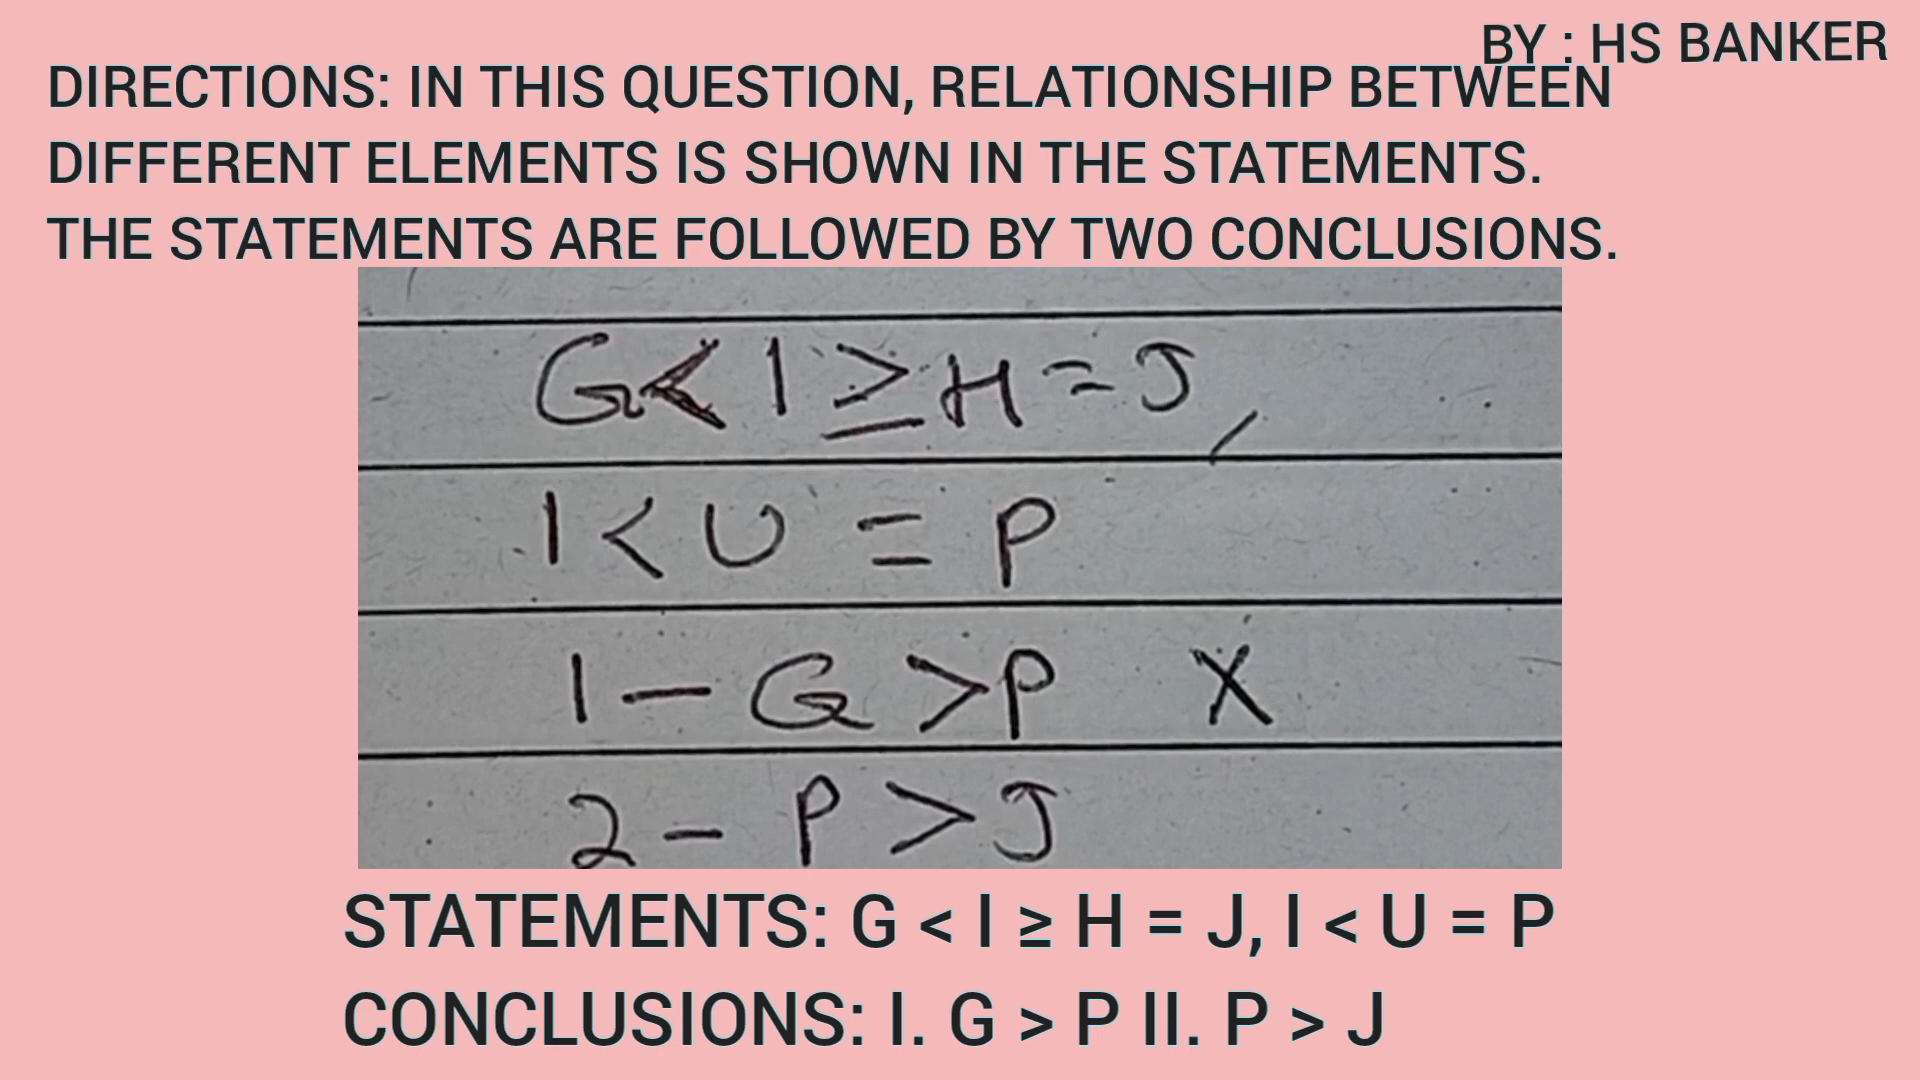 BY : HS BANKER
DIRECTIONS: IN THIS QUESTION, RELATIONSHIP BETWEEN
DIFFERENT ELEMENTS IS SHOWN IN THE STATEMENTS.
THE STATEMENTS ARE FOLLOWED BY TWO CONCLUSIONS.
G < I ≥ H = J,
I < U = P
1 - G > P X
2 - P > J
STATEMENTS: G < I ≥ H = J, I < U = P
CONCLUSIONS: I. G > P II. P > J